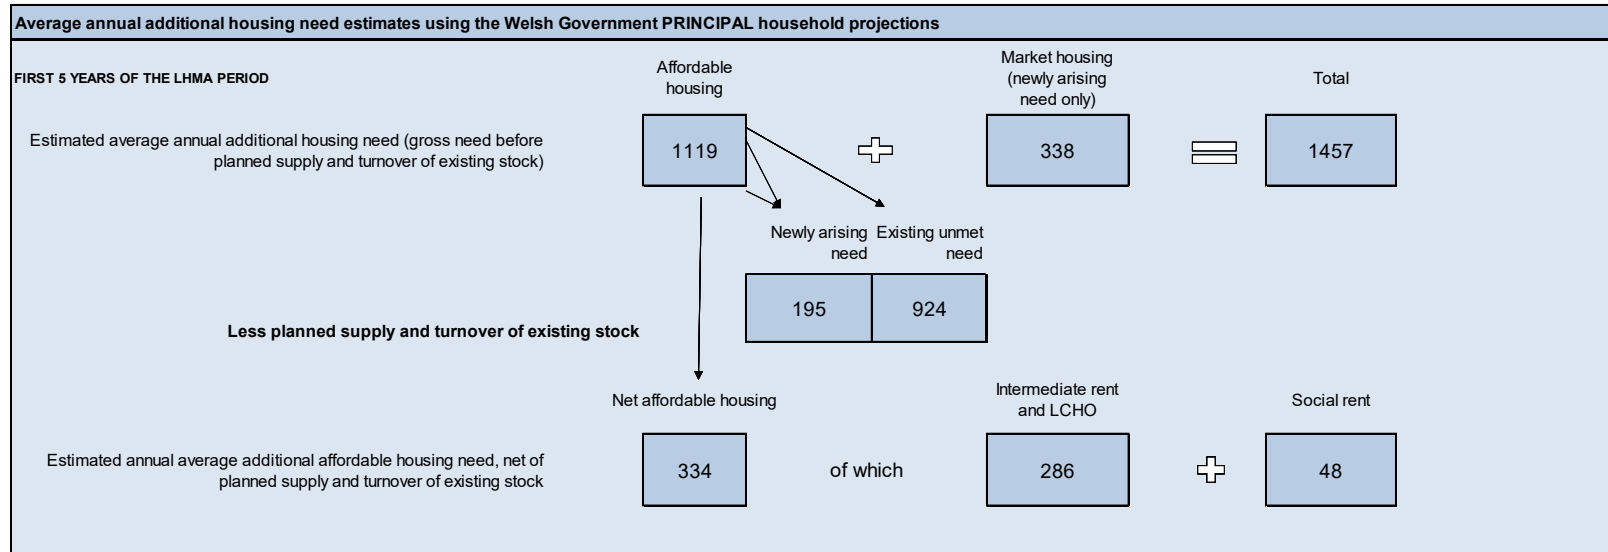 Average annual additional housing need estimates using the Welsh Government PRINCIPAL household projections
FIRST 5 YEARS OF THE LHMA PERIOD
Affordable
housing
Market housing
(newly arising
need only)
Total
Estimated average annual additional housing need (gross need before
planned supply and turnover of existing stock)
1119
338
1457
Newly arising
need
Existing unmet
need
195
924
Less planned supply and turnover of existing stock
Net affordable housing
Intermediate rent
and LCHO
Social rent
Estimated annual average additional affordable housing need, net of
planned supply and turnover of existing stock
334
of which
286
48